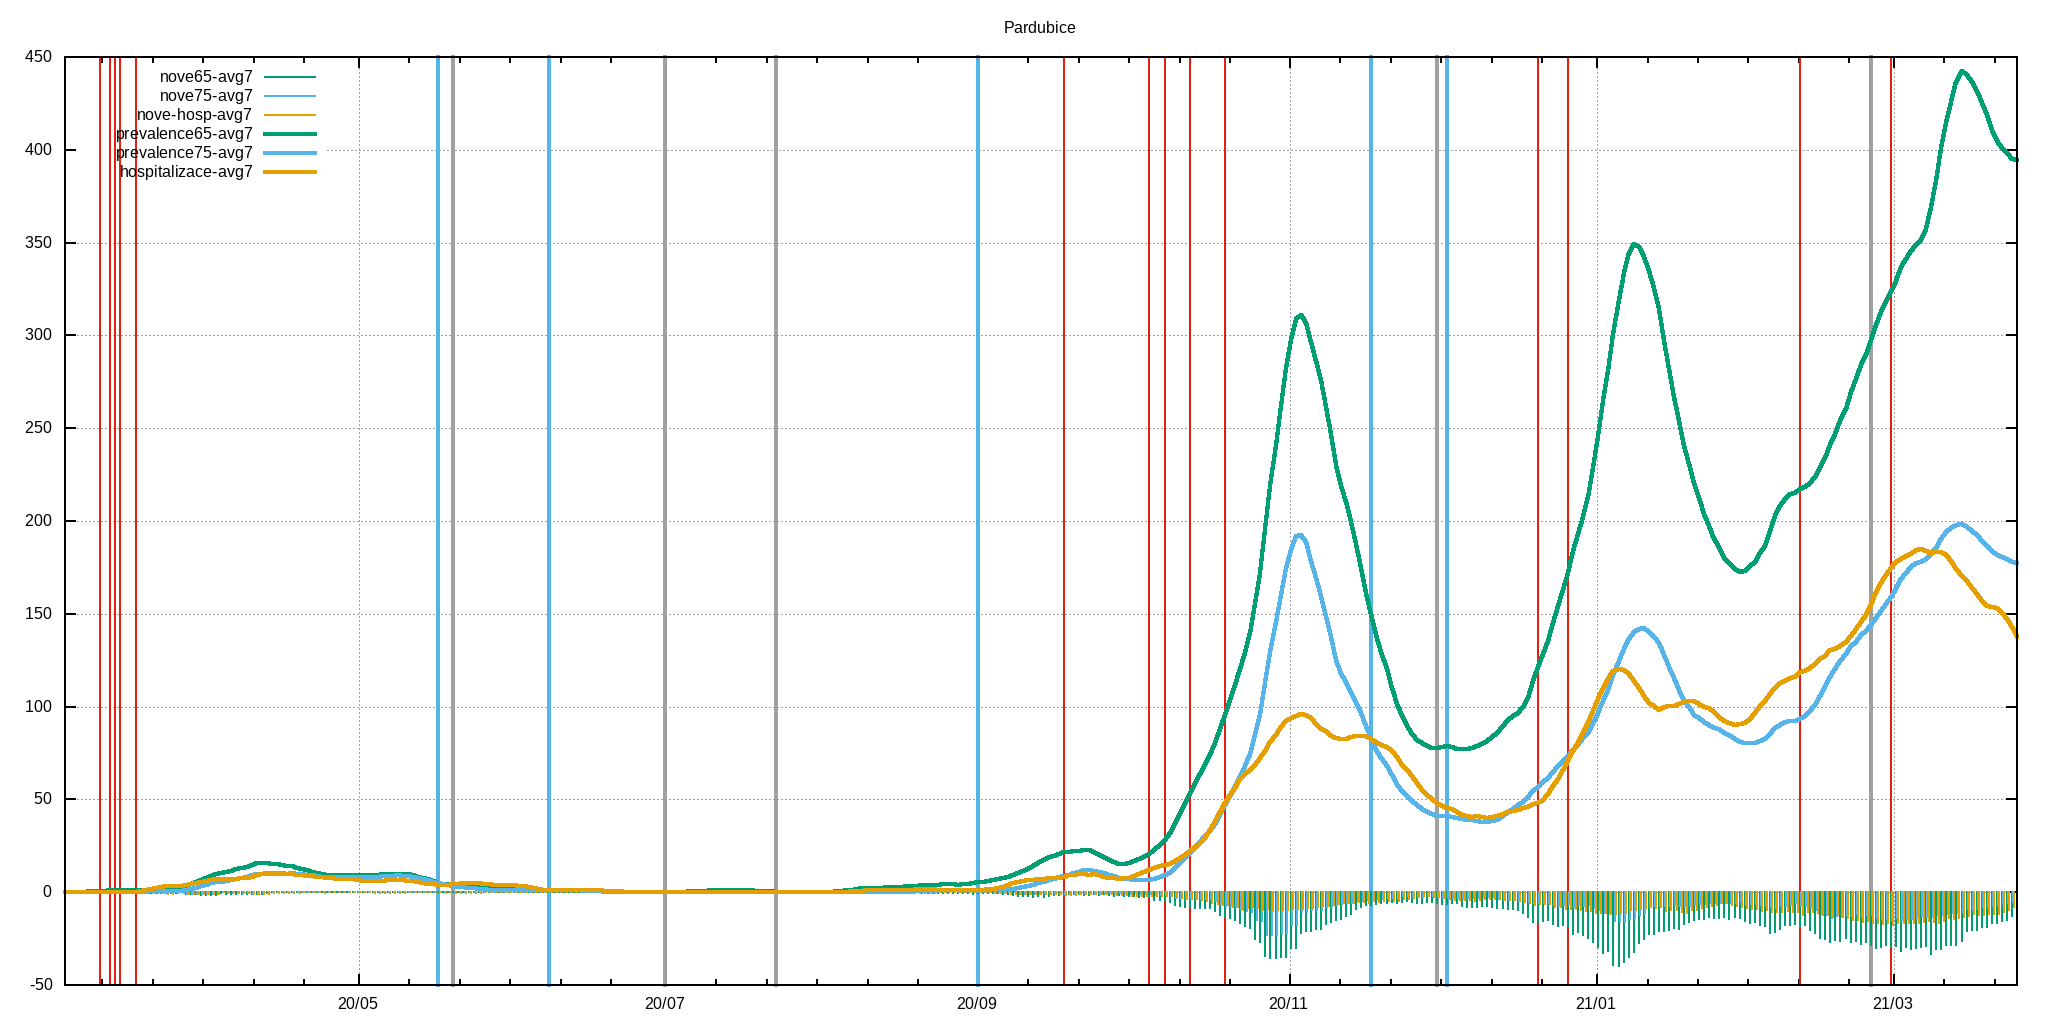 Pardubice
450
400
350
300
250
200
150
100
50
0
-50
nove65-avg7
nove75-avg7
nove-hosp-avg7
prevalence65-avg7
prevalence75-avg7
hospitalizace-avg7
20/05
20/07
20/09
20/11
21/01
21/03